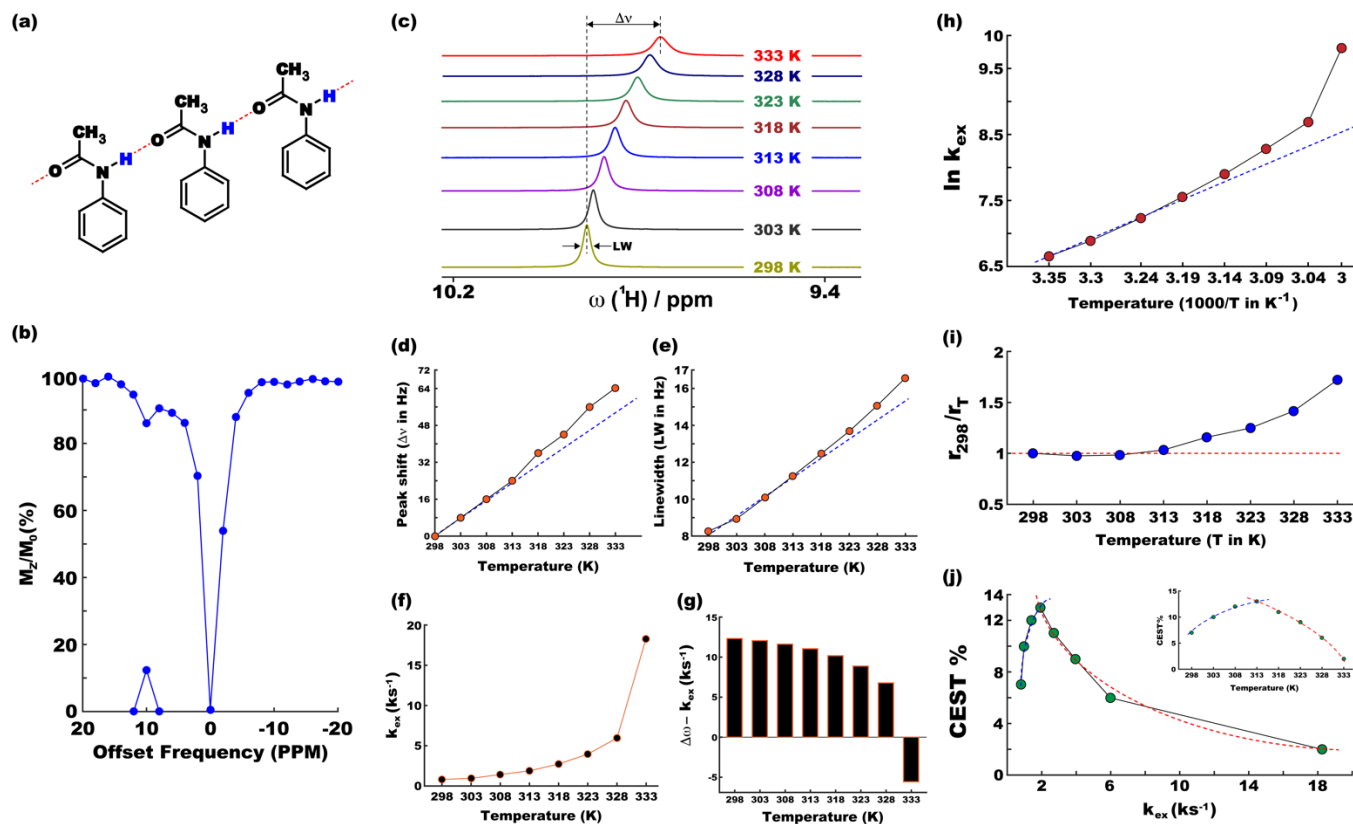 (a)
CH3
O
N
H
CH3
O
N
H
CH3
O
N
H
(b)
Mz/M0(%)
100
80
60
40
20
0
20
10
0
-10
-20
Offset Frequency (PPM)
(c)
Δν
333 K
328 K
323 K
318 K
313 K
308 K
303 K
LW
298 K
10.2
9.4
ω (1H) / ppm
(d)
Peak shift (Δν in Hz)
72
64
48
32
16
0
298 303 308 313 318 323 328 333
Temperature (K)
(e)
Linewidth (LW in Hz)
17
16
14
12
10
8
298 303 308 313 318 323 328 333
Temperature (K)
(f)
kex (ks-1)
20
15
10
5
0
298 303 308 313 318 323 328 333
Temperature (K)
(g)
Δω− kex (ks-1)
15
10
5
0
-5
298 303 308 313 318 323 328 333
Temperature (K)
(h)
ln kex
10
9.5
8.5
7.5
6.5
3.35 3.3 3.24 3.19 3.14 3.09 3.04 3
Temperature (1000/T in K-1)
(i)
r298/rT
2
1.5
1
0.5
298 303 308 313 318 323 328 333
Temperature (T in K)
(j)
CEST %
14
12
10
8
6
4
2
0
2 6 10 14 18
kex (ks-1)
CEST%
15
10
5
0
298 303 308 313 318 323 328 333
Temperature (K)